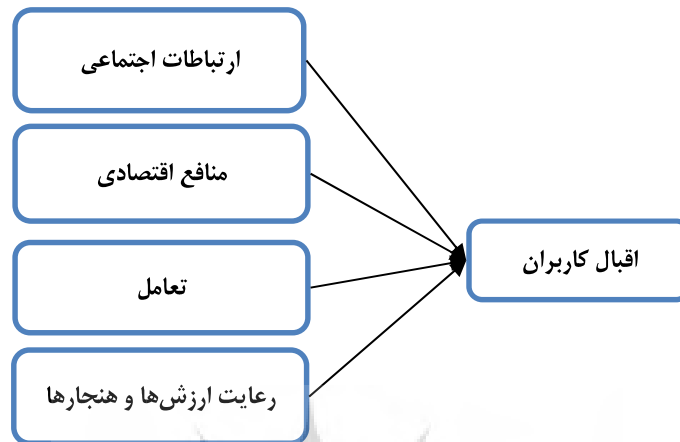 ارتباطات اجتماعی
منافع اقتصادی
تعامل
رعایت ارزش‌ها و هنجارها
اقبال کاربران